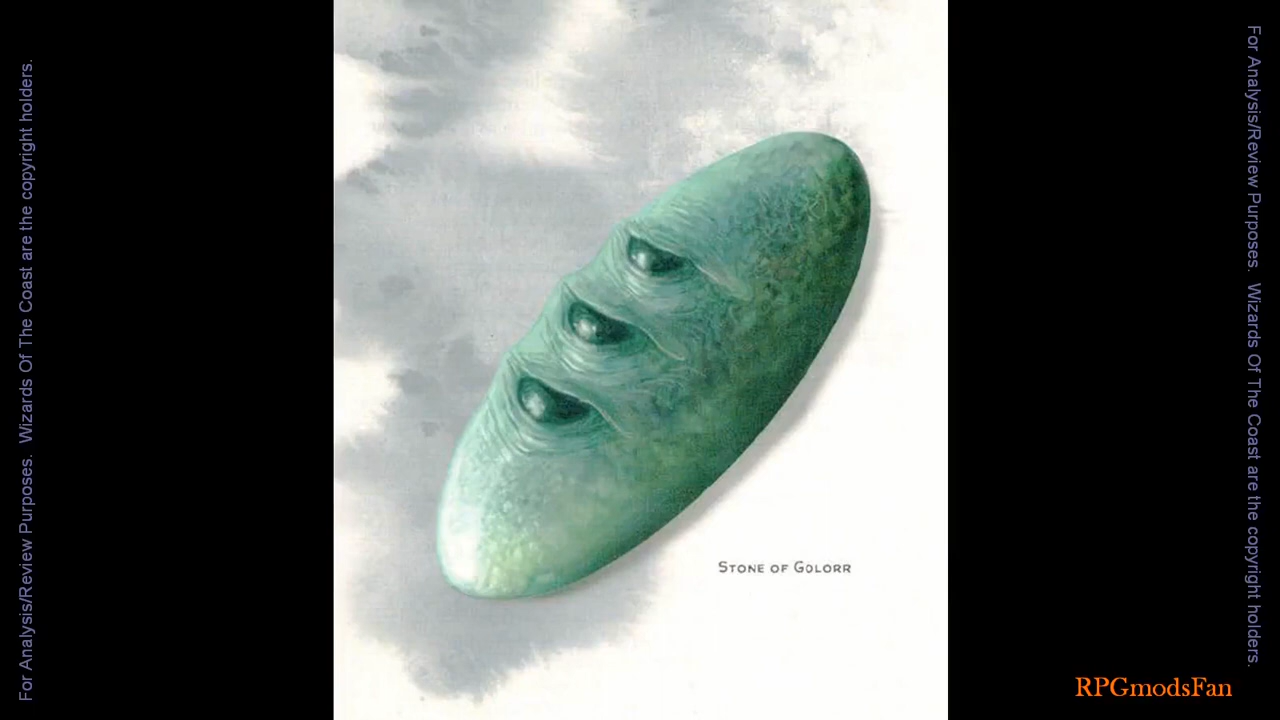 For Analysis/Review Purposes.  Wizards Of The Coast are the copyright holders.
STONE OF GOLORR
For Analysis/Review Purposes.  Wizards Of The Coast are the copyright holders.
RPGmodsFan